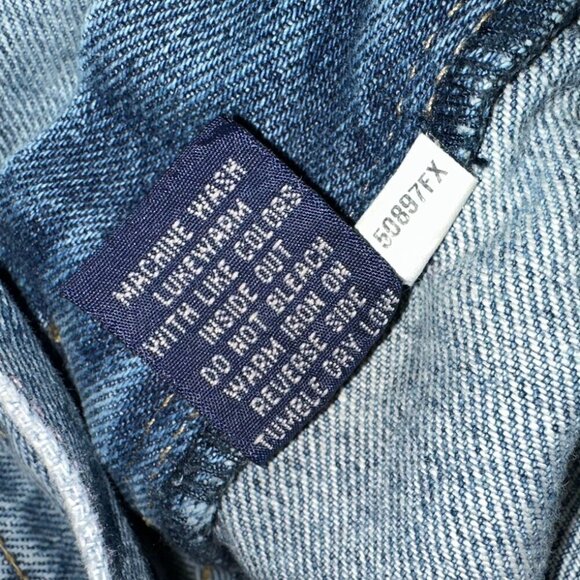 MACHINE WASH
LUKEWARM
WITH LIKE COLORS
INSIDE OUT
DO NOT BLEACH
WARM IRON ON
REVERSE SIDE
TUMBLE DRY LOW
50897FX